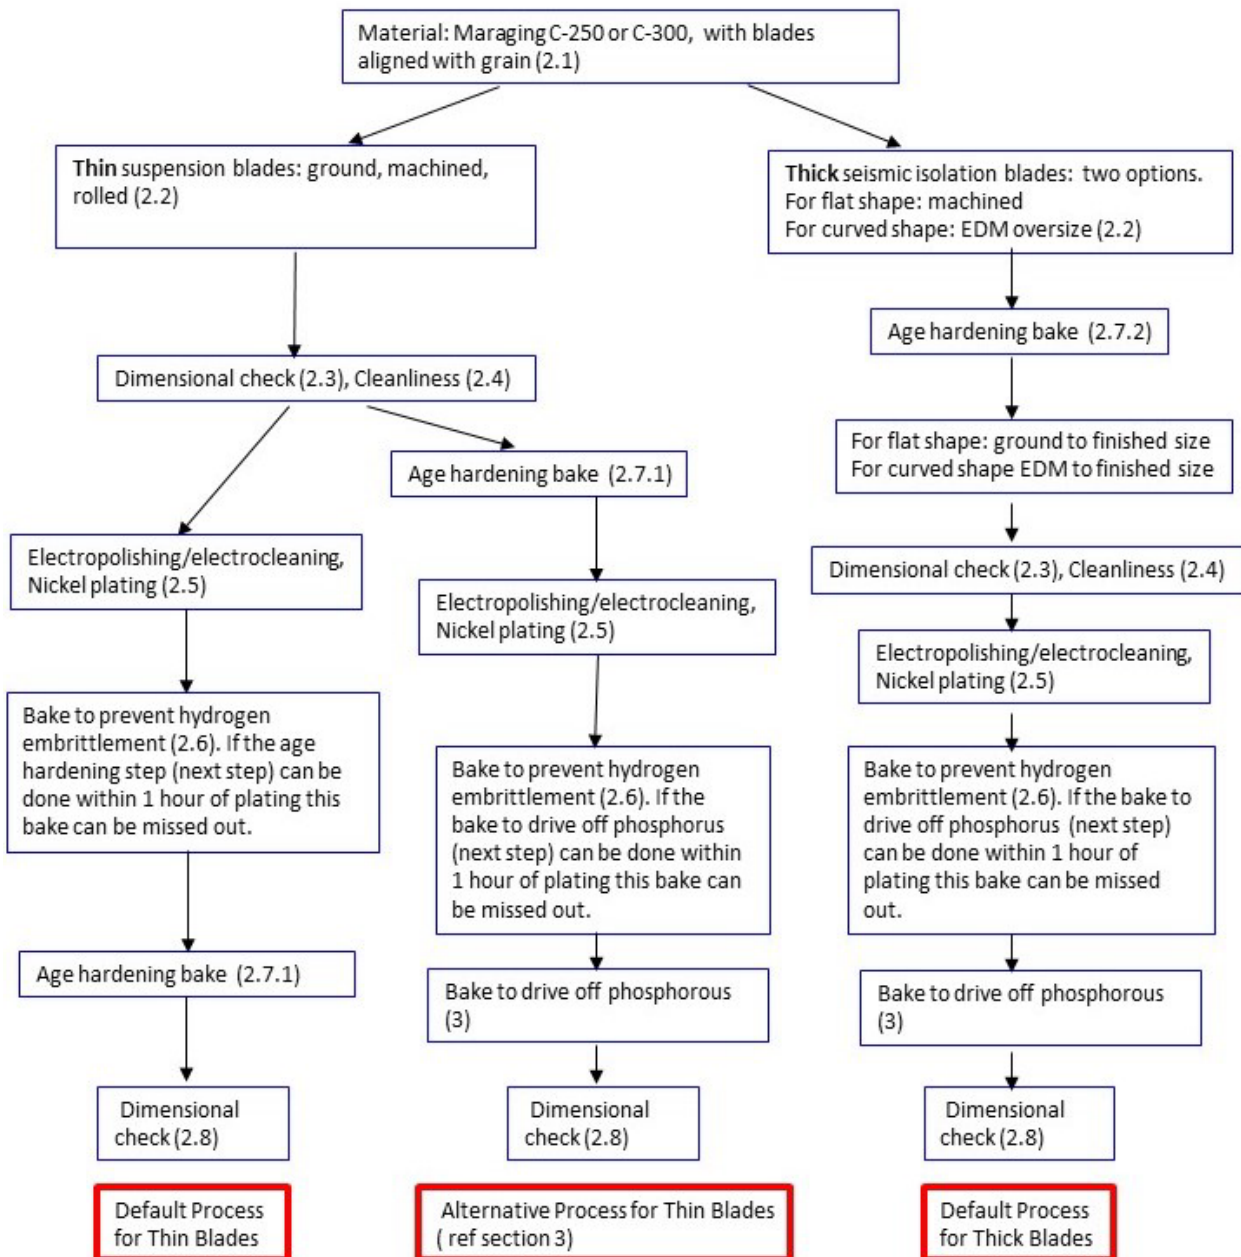 Material: Maraging C-250 or C-300, with blades
aligned with grain (2.1)
Thin suspension blades: ground, machined,
rolled (2.2)
Thick seismic isolation blades: two options.
For flat shape: machined
For curved shape: EDM oversize (2.2)
Age hardening bake (2.7.2)
Dimensional check (2.3), Cleanliness (2.4)
For flat shape: ground to finished size
For curved shape EDM to finished size
Age hardening bake (2.7.1)
Electropolishing/electrocleaning,
Nickel plating (2.5)
Electropolishing/electrocleaning,
Nickel plating (2.5)
Dimensional check (2.3), Cleanliness (2.4)
Electropolishing/electrocleaning,
Nickel plating (2.5)
Bake to prevent hydrogen
embrittlement (2.6). If the age
hardening step (next step) can be
done within 1 hour of plating this
bake can be missed out.
Bake to prevent hydrogen
embrittlement (2.6). If the
bake to drive off phosphorus
(next step) can be done within
1 hour of plating this bake can
be missed out.
Bake to prevent hydrogen
embrittlement (2.6). If the bake to
drive off phosphorus (next step)
can be done within 1 hour of
plating this bake can be missed
out.
Age hardening bake (2.7.1)
Bake to drive off phosphorous
(3)
Bake to drive off phosphorous
(3)
Dimensional
check (2.8)
Dimensional
check (2.8)
Dimensional
check (2.8)
Default Process
for Thin Blades
Alternative Process for Thin Blades
( ref section 3)
Default Process
for Thick Blades